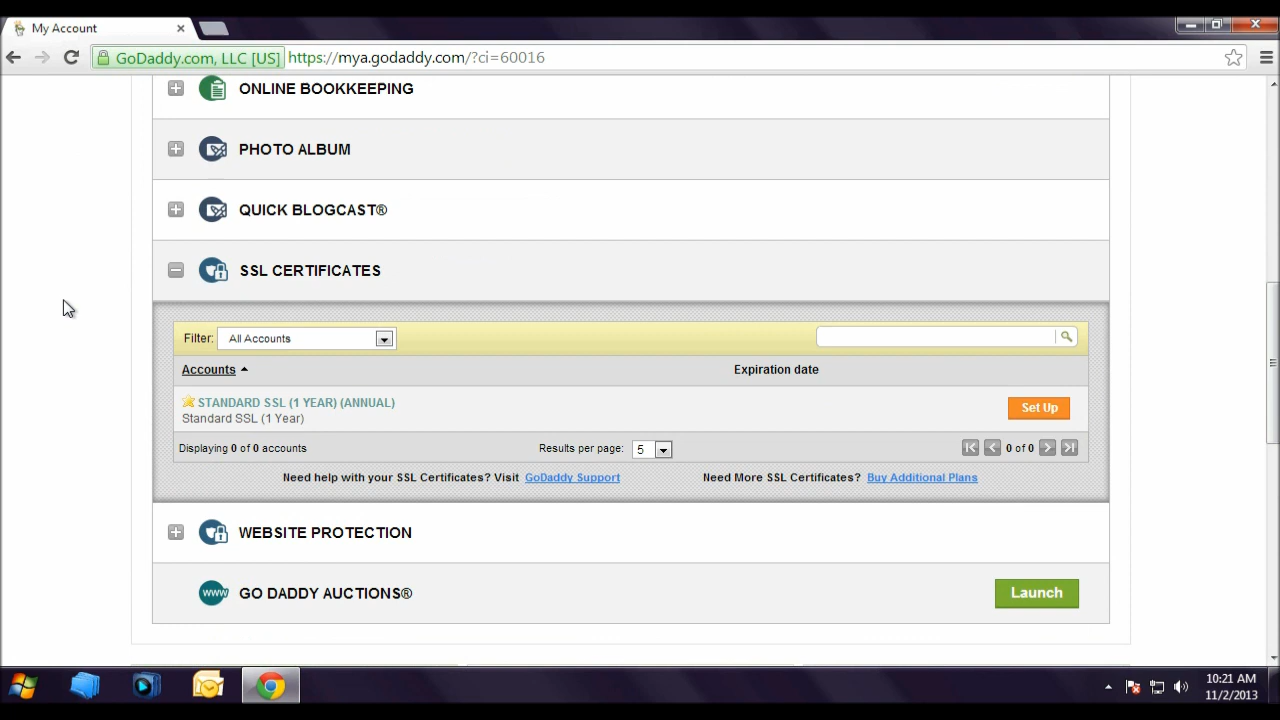 My Account
GoDaddy.com, LLC [US] https://mya.godaddy.com/?ci=60016
ONLINE BOOKKEEPING
PHOTO ALBUM
QUICK BLOGCAST®
SSL CERTIFICATES
Filter: All Accounts
Accounts Expiration date
STANDARD SSL (1 YEAR) (ANNUAL)
Standard SSL (1 Year)
Set Up
Displaying 0 of 0 accounts Results per page: 5 0 of 0
Need help with your SSL Certificates? Visit GoDaddy Support Need More SSL Certificates? Buy Additional Plans
WEBSITE PROTECTION
www GO DADDY AUCTIONS® Launch
10:21 AM
11/2/2013